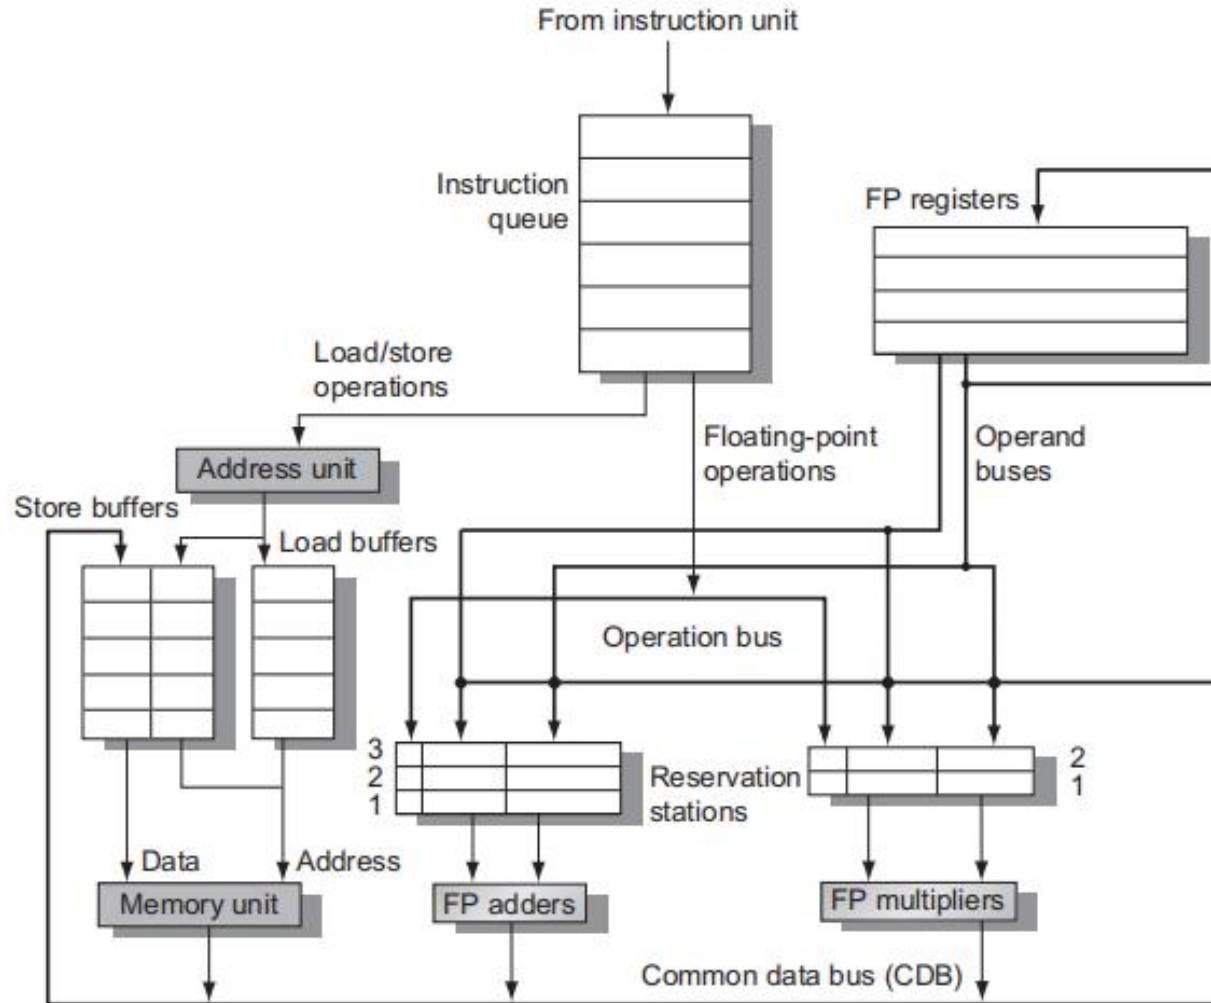 From instruction unit
Instruction
queue
FP registers
Load/store
operations
Floating-point
operations
Operand
buses
Address unit
Store buffers
Load buffers
Operation bus
3
2
1
Reservation
stations
2
1
Data
Address
Memory unit
FP adders
FP multipliers
Common data bus (CDB)